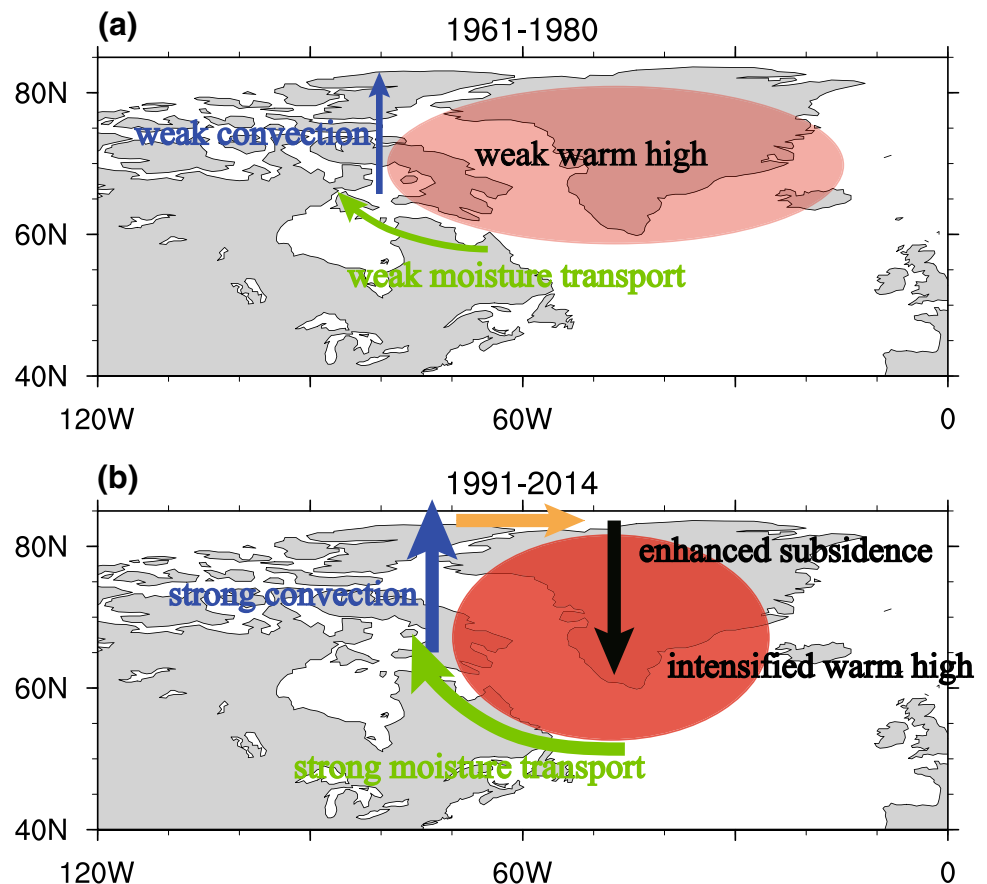 (a)
1961-1980
80N
weak convection
weak warm high
60N
weak moisture transport
40N
120W
60W
0
(b)
1991-2014
80N
enhanced subsidence
strong convection
intensified warm high
60N
strong moisture transport
40N
120W
60W
0